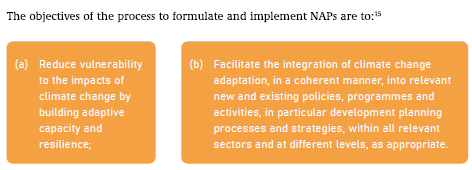 The objectives of the process to formulate and implement NAPs are to:¹⁵
(a) Reduce vulnerability
to the impacts of
climate change by
building adaptive
capacity and
resilience;
(b) Facilitate the integration of climate change
adaptation, in a coherent manner, into relevant
new and existing policies, programmes and
activities, in particular development planning
processes and strategies, within all relevant
sectors and at different levels, as appropriate.